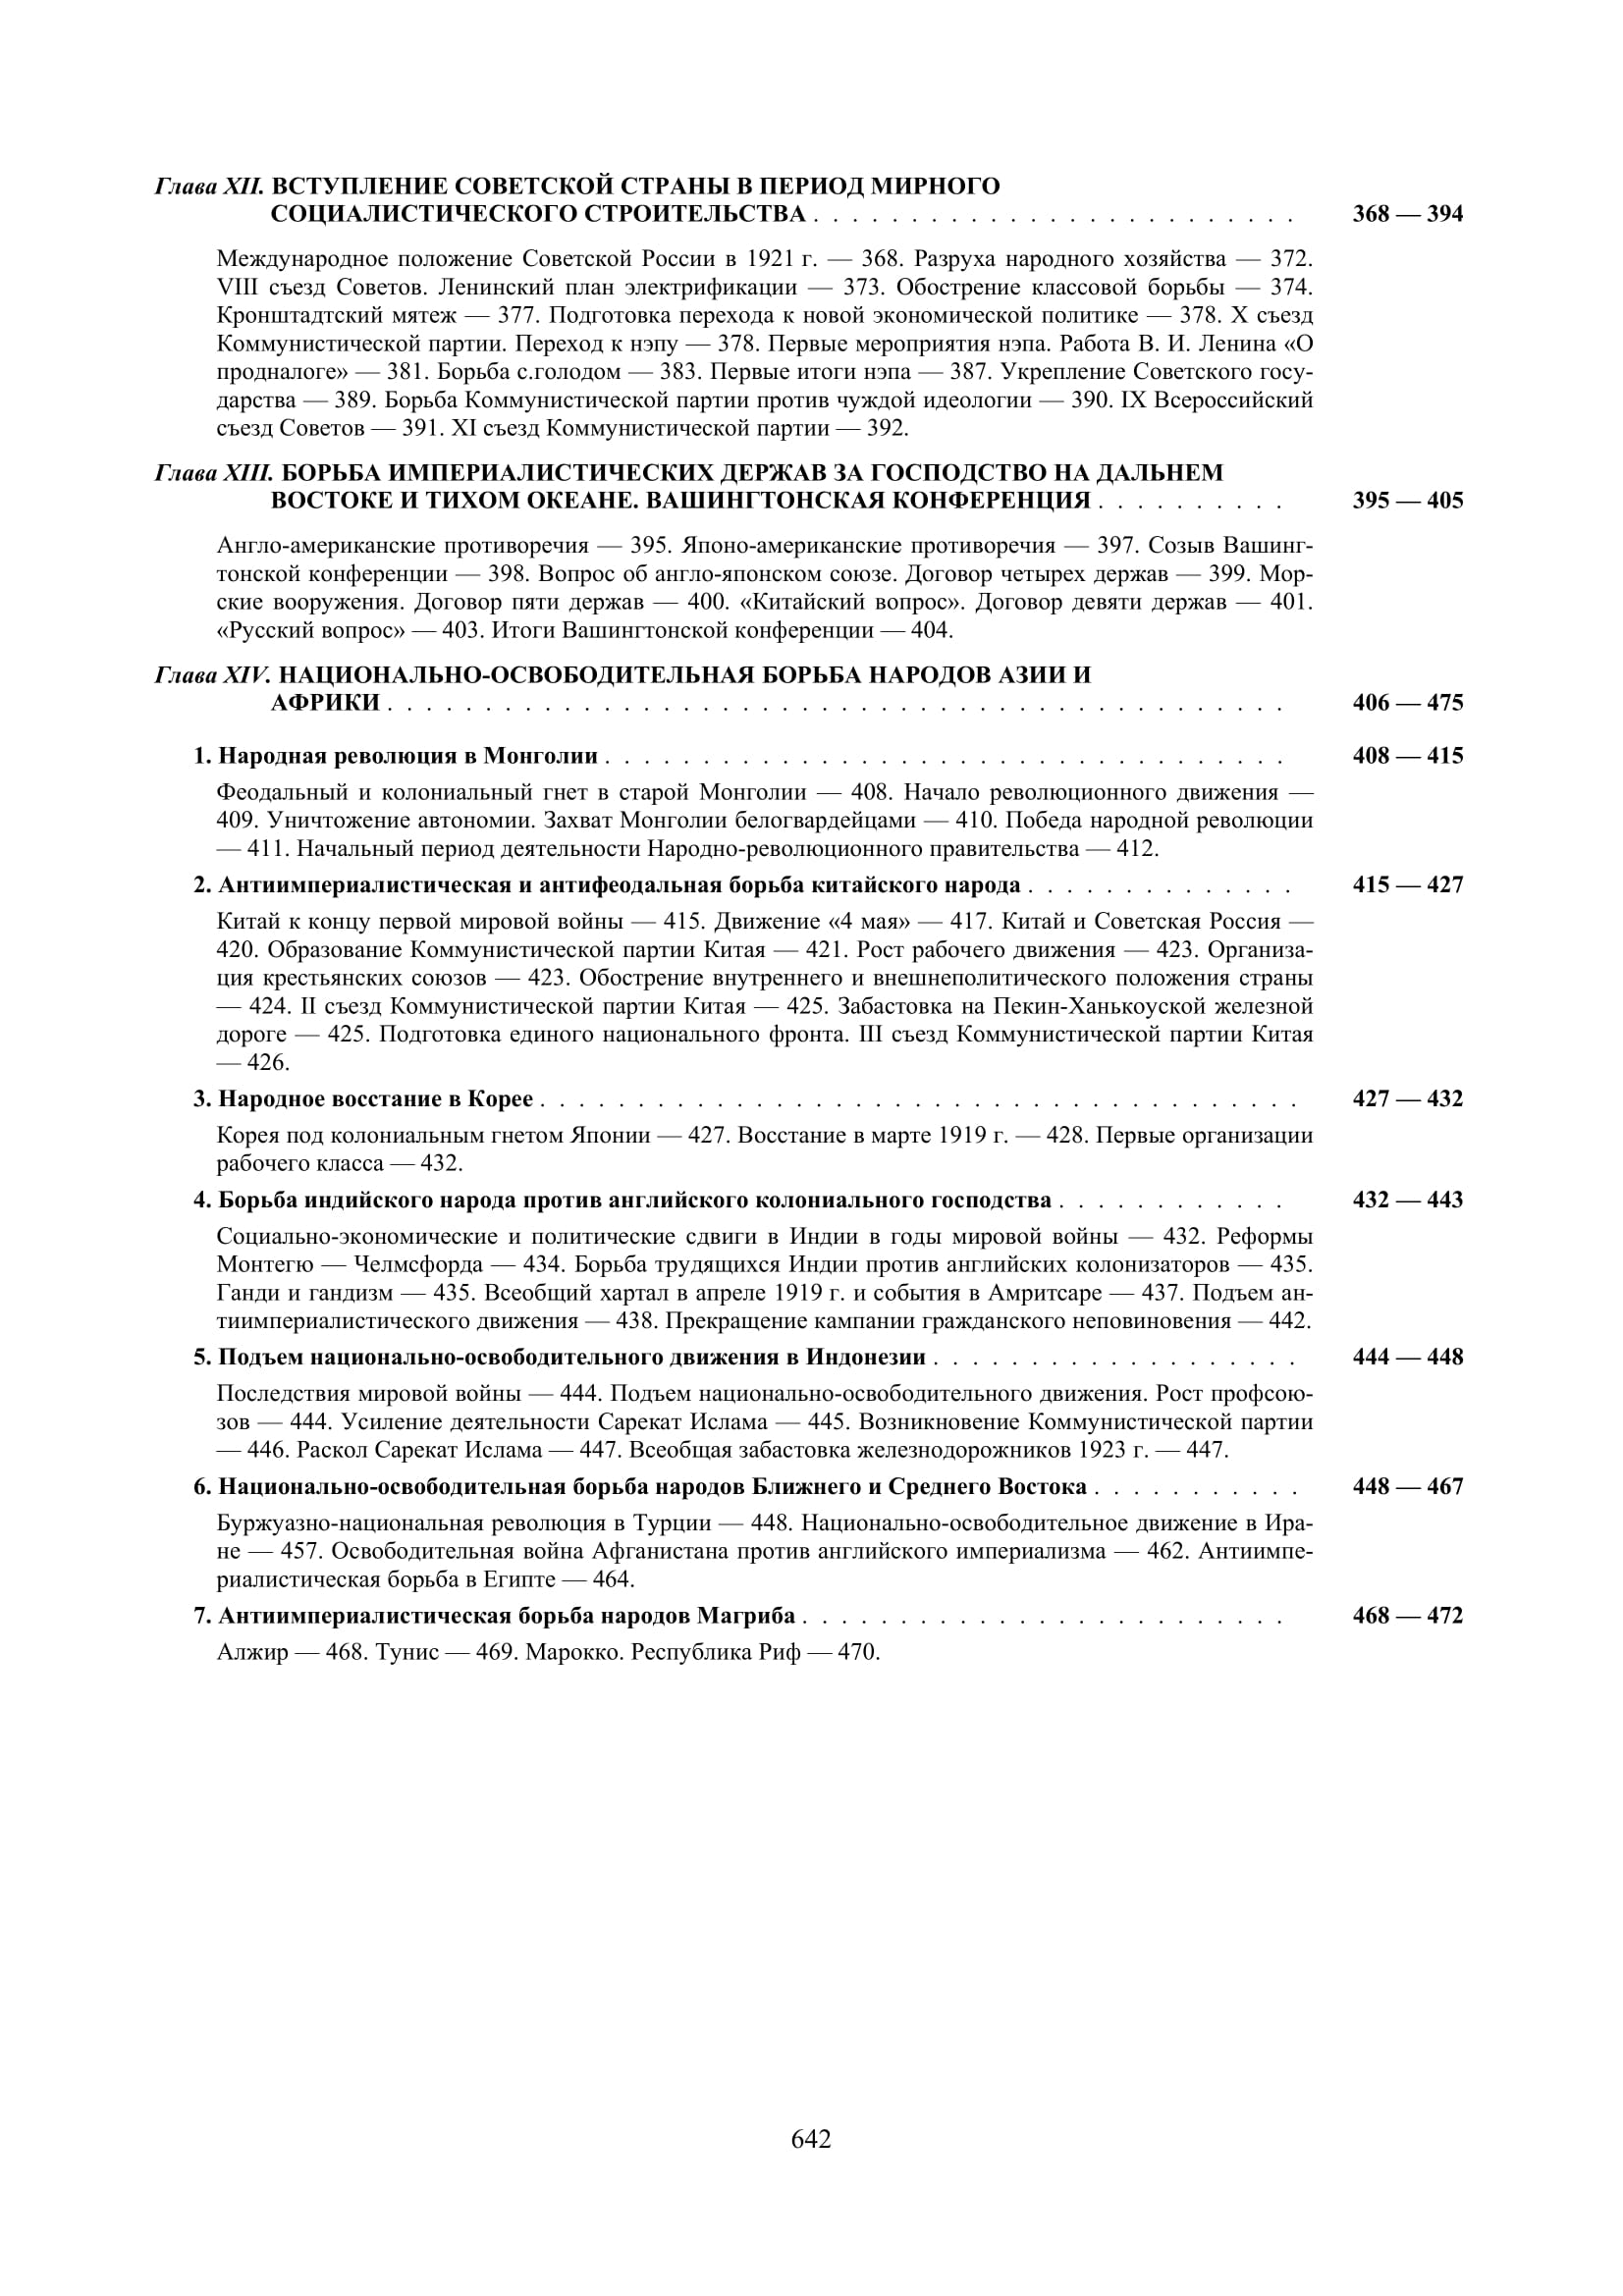 Глава XII. ВСТУПЛЕНИЕ СОВЕТСКОЙ СТРАНЫ В ПЕРИОД МИРНОГО
СОЦИАЛИСТИЧЕСКОГО СТРОИТЕЛЬСТВА . . . . . . . . . . . . . . . . . . . . . . . . . 368 — 394
Международное положение Советской России в 1921 г. — 368. Разруха народного хозяйства — 372.
VIII съезд Советов. Ленинский план электрификации — 373. Обострение классовой борьбы — 374.
Кронштадтский мятеж — 377. Подготовка перехода к новой экономической политике — 378. X съезд
Коммунистической партии. Переход к нэпу — 378. Первые мероприятия нэпа. Работа В. И. Ленина «О
продналоге» — 381. Борьба с.голодом — 383. Первые итоги нэпа — 387. Укрепление Советского госу-
дарства — 389. Борьба Коммунистической партии против чуждой идеологии — 390. IX Всероссийский
съезд Советов — 391. XI съезд Коммунистической партии — 392.
Глава XIII. БОРЬБА ИМПЕРИАЛИСТИЧЕСКИХ ДЕРЖАВ ЗА ГОСПОДСТВО НА ДАЛЬНЕМ
ВОСТОКЕ И ТИХОМ ОКЕАНЕ. ВАШИНГТОНСКАЯ КОНФЕРЕНЦИЯ . . . . . . . . . . 395 — 405
Англо-американские противоречия — 395. Японо-американские противоречия — 397. Созыв Вашинг-
тонской конференции — 398. Вопрос об англо-японском союзе. Договор четырех держав — 399. Мор-
ские вооружения. Договор пяти держав — 400. «Китайский вопрос». Договор девяти держав — 401.
«Русский вопрос» — 403. Итоги Вашингтонской конференции — 404.
Глава XIV. НАЦИОНАЛЬНО-ОСВОБОДИТЕЛЬНАЯ БОРЬБА НАРОДОВ АЗИИ И
АФРИКИ . . . . . . . . . . . . . . . . . . . . . . . . . . . . . . . . . . . . . . . . . . . . . . 406 — 475
1. Народная революция в Монголии . . . . . . . . . . . . . . . . . . . . . . . . . . . . . . . . . . . 408 — 415
Феодальный и колониальный гнет в старой Монголии — 408. Начало революционного движения —
409. Уничтожение автономии. Захват Монголии белогвардейцами — 410. Победа народной революции
— 411. Начальный период деятельности Народно-революционного правительства — 412.
2. Антиимпериалистическая и антифеодальная борьба китайского народа . . . . . . . . . . . . . . 415 — 427
Китай к концу первой мировой войны — 415. Движение «4 мая» — 417. Китай и Советская Россия —
420. Образование Коммунистической партии Китая — 421. Рост рабочего движения — 423. Организа-
ция крестьянских союзов — 423. Обострение внутреннего и внешнеполитического положения страны
— 424. II съезд Коммунистической партии Китая — 425. Забастовка на Пекин-Ханькоуской железной
дороге — 425. Подготовка единого национального фронта. III съезд Коммунистической партии Китая
— 426.
3. Народное восстание в Корее . . . . . . . . . . . . . . . . . . . . . . . . . . . . . . . . . . . . . . . 427 — 432
Корея под колониальным гнетом Японии — 427. Восстание в марте 1919 г. — 428. Первые организации
рабочего класса — 432.
4. Борьба индийского народа против английского колониального господства . . . . . . . . . . . . 432 — 443
Социально-экономические и политические сдвиги в Индии в годы мировой войны — 432. Реформы
Монтегю — Челмсфорда — 434. Борьба трудящихся Индии против английских колонизаторов — 435.
Ганди и гандизм — 435. Всеобщий хартал в апреле 1919 г. и события в Амритсаре — 437. Подъем ан-
тиимпериалистического движения — 438. Прекращение кампании гражданского неповиновения — 442.
5. Подъем национально-освободительного движения в Индонезии . . . . . . . . . . . . . . . . . . . 444 — 448
Последствия мировой войны — 444. Подъем национально-освободительного движения. Рост профсою-
зов — 444. Усиление деятельности Сарекат Ислама — 445. Возникновение Коммунистической партии
— 446. Раскол Сарекат Ислама — 447. Всеобщая забастовка железнодорожников 1923 г. — 447.
6. Национально-освободительная борьба народов Ближнего и Среднего Востока . . . . . . . . . . . 448 — 467
Буржуазно-национальная революция в Турции — 448. Национально-освободительное движение в Ира-
не — 457. Освободительная война Афганистана против английского империализма — 462. Антиимпе-
риалистическая борьба в Египте — 464.
7. Антиимпериалистическая борьба народов Магриба . . . . . . . . . . . . . . . . . . . . . . . . . 468 — 472
Алжир — 468. Тунис — 469. Марокко. Республика Риф — 470.
642